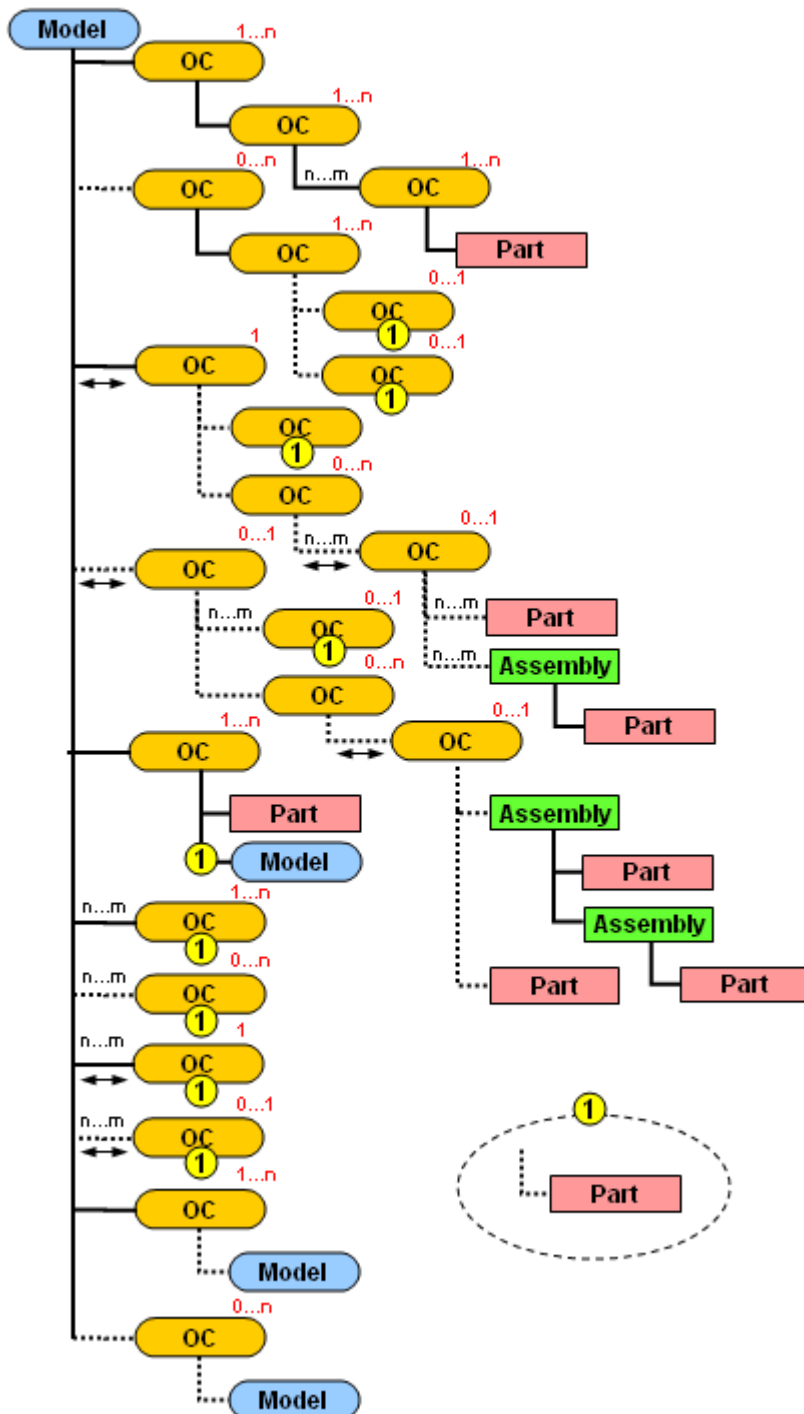 Model
1...n
OC
1...n
OC
0...n
OC
n...m
1...n
OC
1...n
OC
Part
0...1
OC
1
0...1
OC
1
1
OC
OC
1
0...n
OC
n...m
0...1
OC
0...1
OC
n...m
0...1
OC
1
n...m
Part
n...m
Assembly
Part
0...n
OC
0...1
OC
1...n
OC
Part
1
Model
Assembly
Part
Assembly
Part
Part
n...m
1...n
OC
1
n...m
0...n
OC
1
n...m
1
OC
1
n...m
0...1
OC
1
1
Part
1...n
OC
Model
0...n
OC
Model